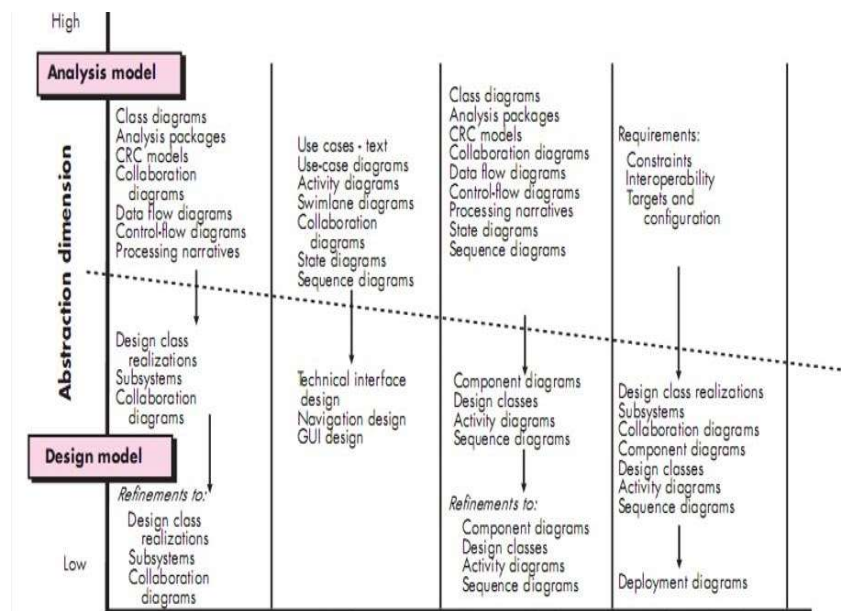 High
Analysis model
Abstraction dimension
Design model
Low
Class diagrams
Analysis packages
CRC models
Collaboration
diagrams
Data flow diagrams
Control-flow diagrams
Processing narratives
Design class
realizations
Subsystems
Collaboration
diagrams
Refinements to:
Design class
realizations
Subsystems
Collaboration
diagrams
Use cases - text
Use-case diagrams
Activity diagrams
Swimlane diagrams
Collaboration
diagrams
State diagrams
Sequence diagrams
Technical interface
design
Navigation design
GUI design
Class diagrams
Analysis packages
CRC models
Collaboration diagrams
Data flow diagrams
Control-flow diagrams
Processing narratives
State diagrams
Sequence diagrams
Component diagrams
Design classes
Activity diagrams
Sequence diagrams
Refinements to:
Component diagrams
Design classes
Activity diagrams
Sequence diagrams
Requirements:
Constraints
Interoperability
Targets and
configuration
Design class realizations
Subsystems
Collaboration diagrams
Component diagrams
Design classes
Activity diagrams
Sequence diagrams
Deployment diagrams